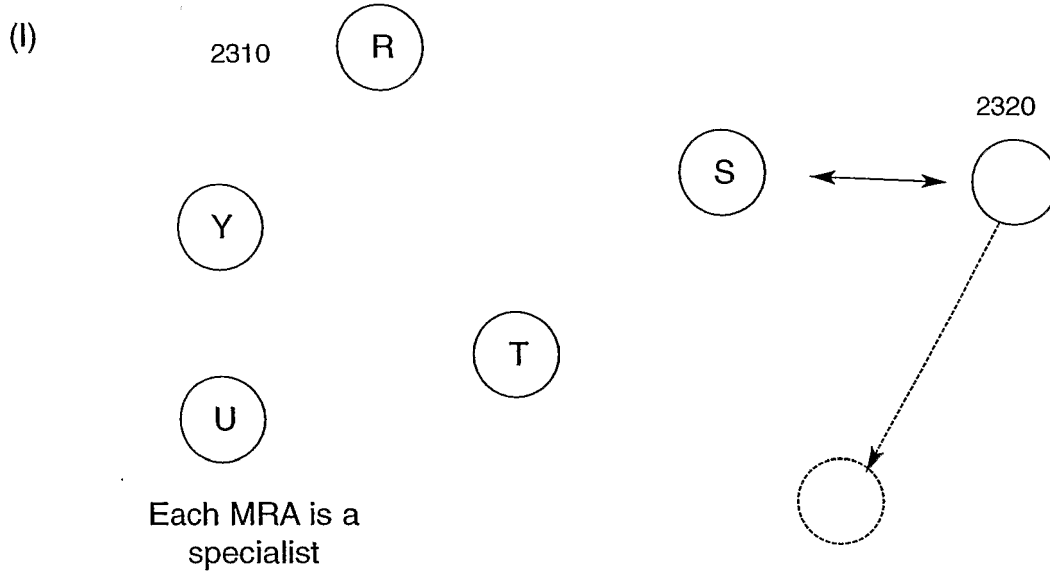 (I)
2310
R
2320
S
Y
T
U
Each MRA is a
specialist